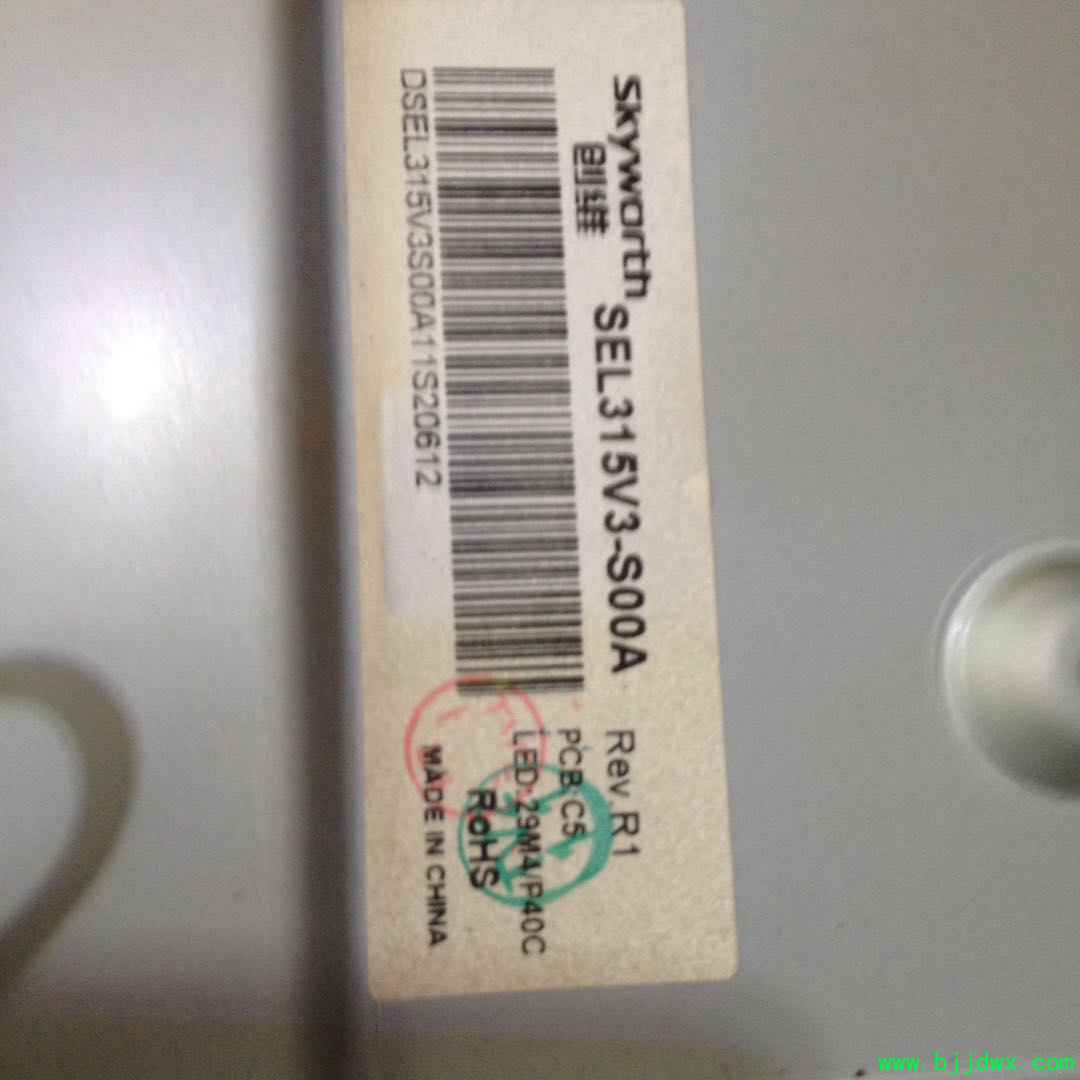 skyworth
创维
SEL315V3-S00A
Rev.R1
PCB:C5
LED:29M4/P40C
RoHS
MADE IN CHINA
DSEL315V3S00A11S20612
www.bjjdwx.com